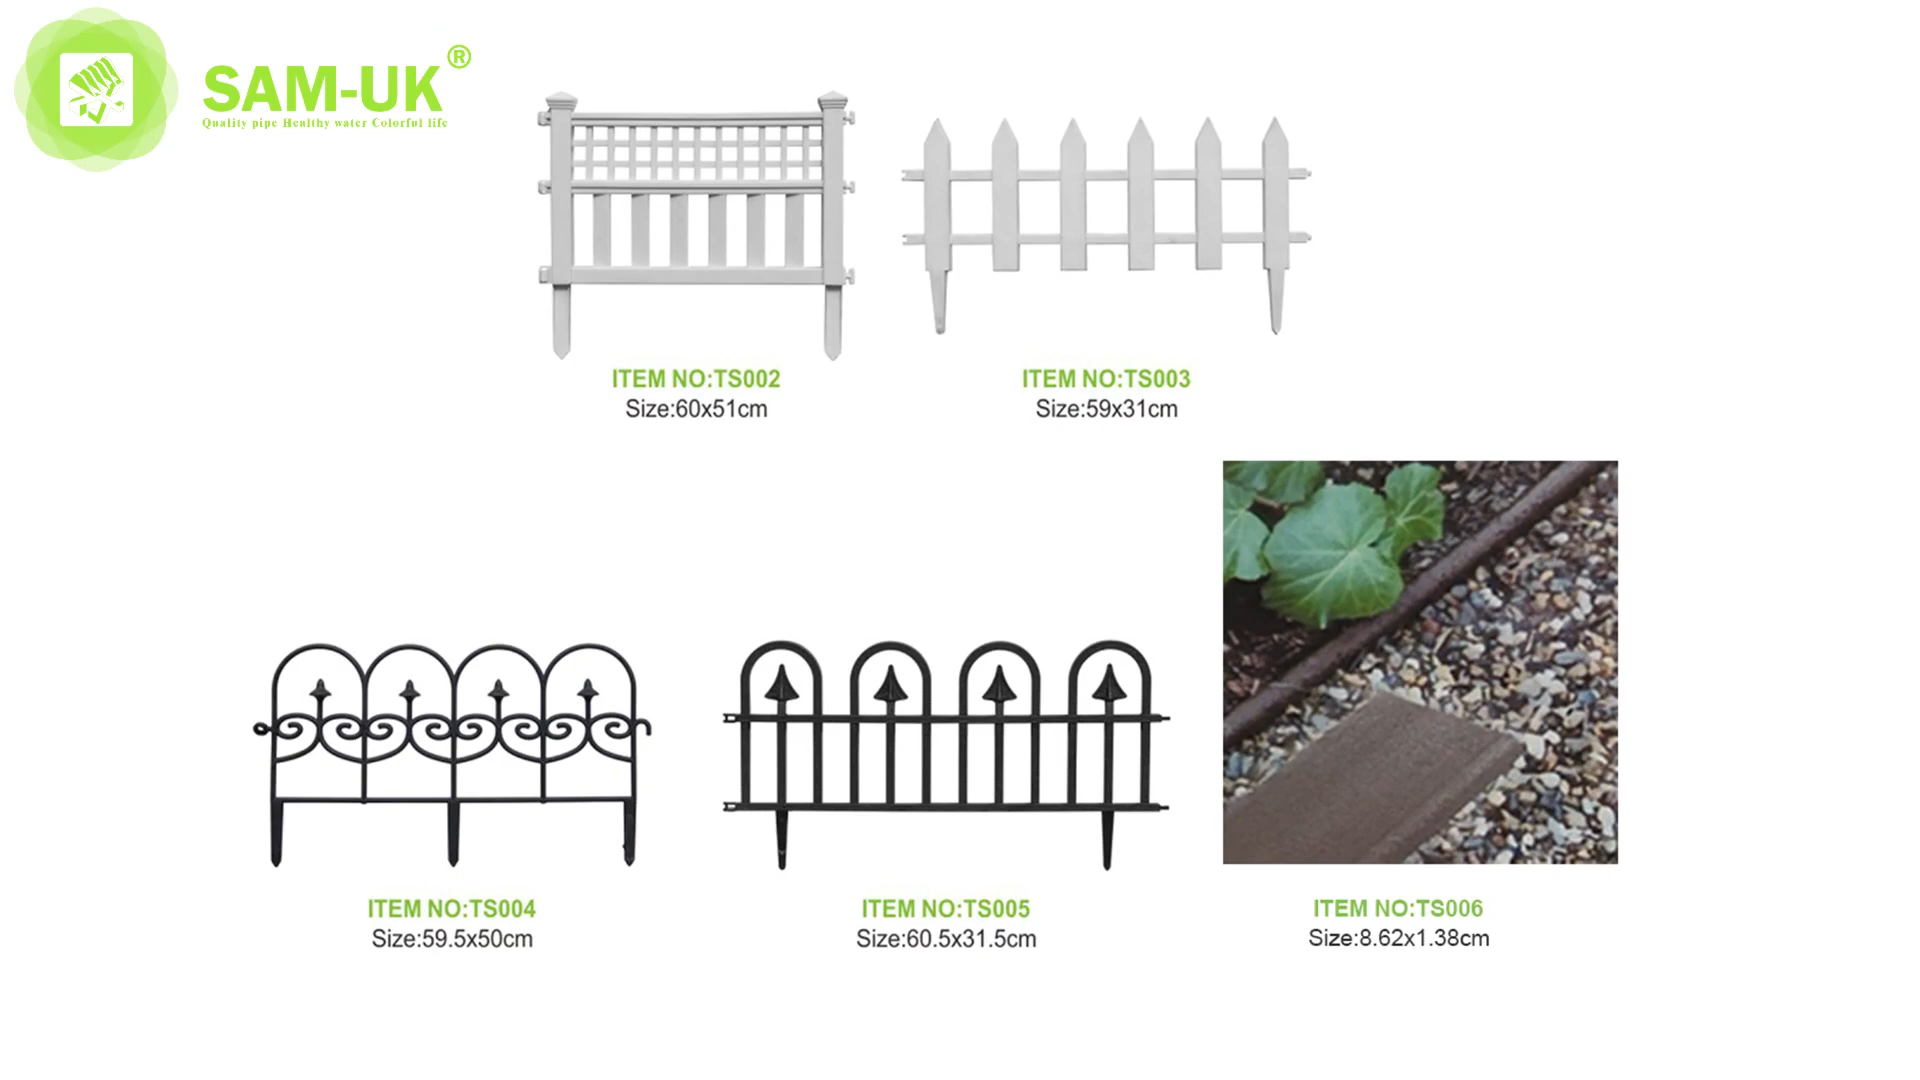 SAM-UK®
Quality pipe Healthy water Colorful life
ITEM NO:TS002
Size:60x51cm
ITEM NO:TS003
Size:59x31cm
ITEM NO:TS004
Size:59.5x50cm
ITEM NO:TS005
Size:60.5x31.5cm
ITEM NO:TS006
Size:8.62x1.38cm